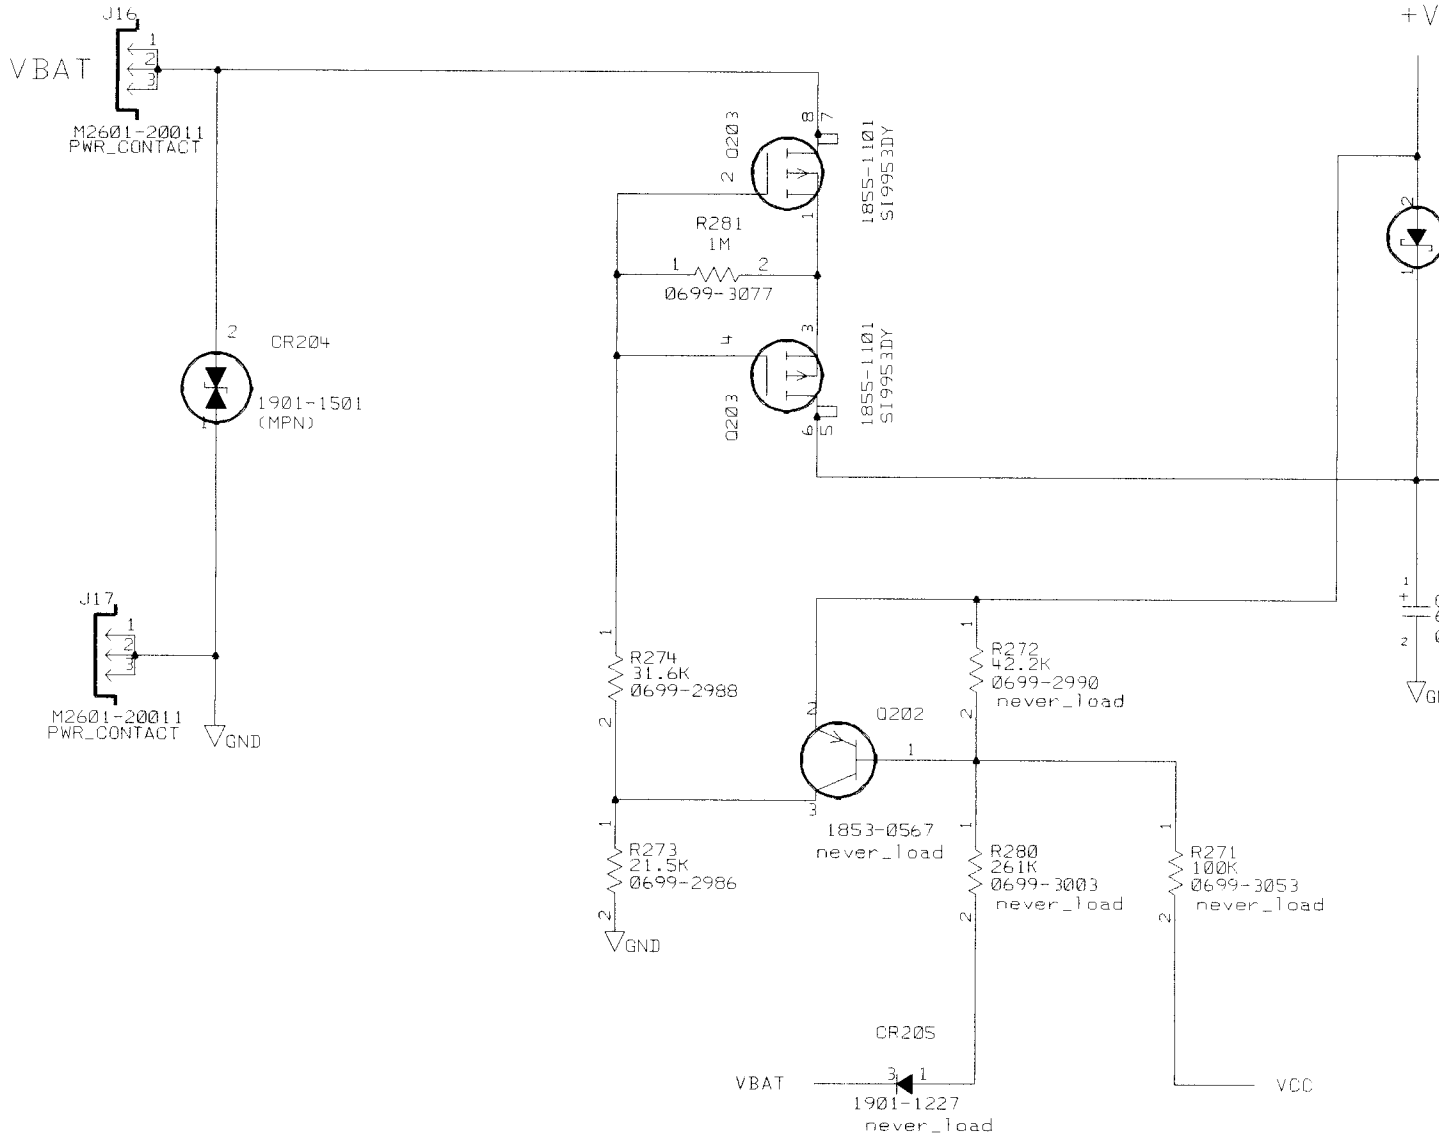 J16
+V
VBAT
1
2
3
M2601-20011
PWR_CONTACT
Q203
2
8
7
1
1855-1101
SI9953DY
R281
1M
1
2
0699-3077
2
1
2
CR204
1901-1501
(MPN)
1
4
3
Q203
6
5
1855-1101
SI9953DY
J17
1
2
3
M2601-20011
PWR_CONTACT
GND
1
R274
31.6K
0699-2988
2
1
R272
42.2K
0699-2990
never_load
2
1
+
2
2
Q202
1
3
1853-0567
never_load
1
R273
21.5K
0699-2986
2
GND
1
R280
261K
0699-3003
never_load
2
1
R271
100K
0699-3053
never_load
2
CR205
VBAT
3
1
1901-1227
never_load
VCC